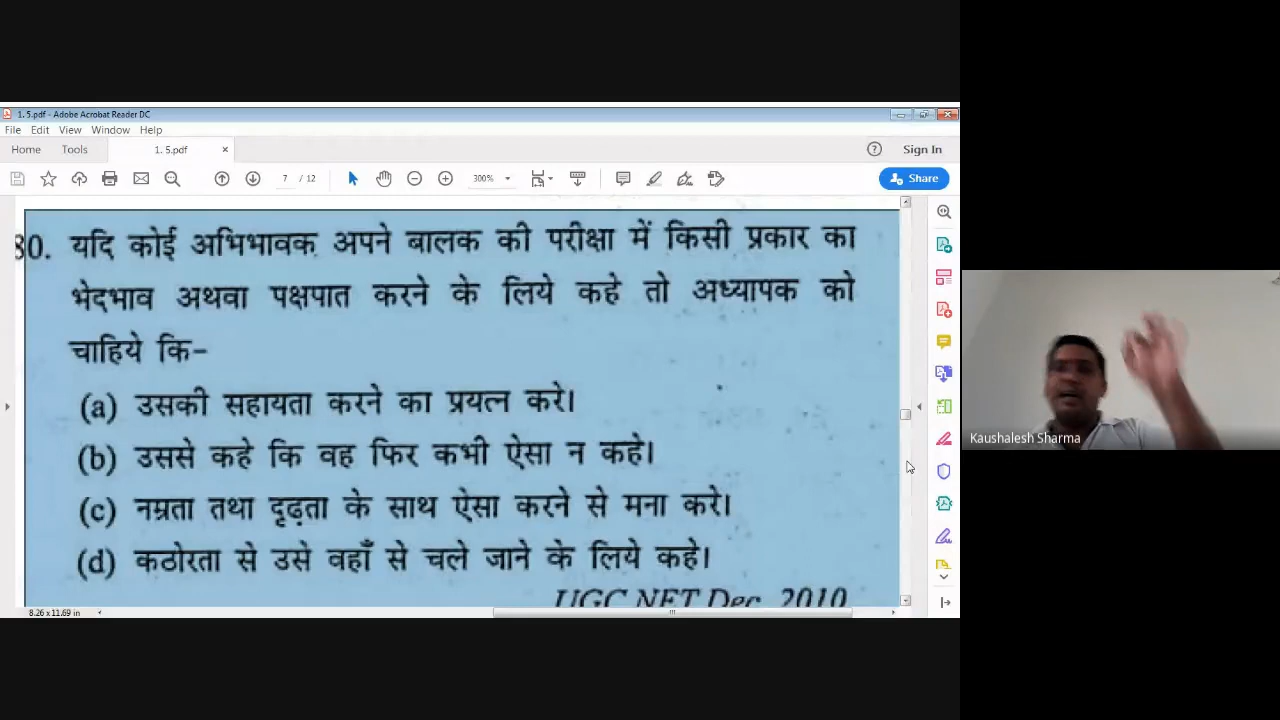 1. 5.pdf - Adobe Acrobat Reader DC
File Edit View Window Help
Home Tools 1. 5.pdf × Sign In
7 / 12 300% Share
80. यदि कोई अभिभावक अपने बालक की परीक्षा में किसी प्रकार का
भेदभाव अथवा पक्षपात करने के लिये कहे तो अध्यापक को
चाहिये कि–
(a) उसकी सहायता करने का प्रयत्न करे।
(b) उससे कहे कि वह फिर कभी ऐसा न कहे।
(c) नम्रता तथा दृढ़ता के साथ ऐसा करने से मना करे।
(d) कठोरता से उसे वहाँ से चले जाने के लिये कहे।
UGC NET Dec. 2010
8.26 x 11.69 in
Kaushalesh Sharma